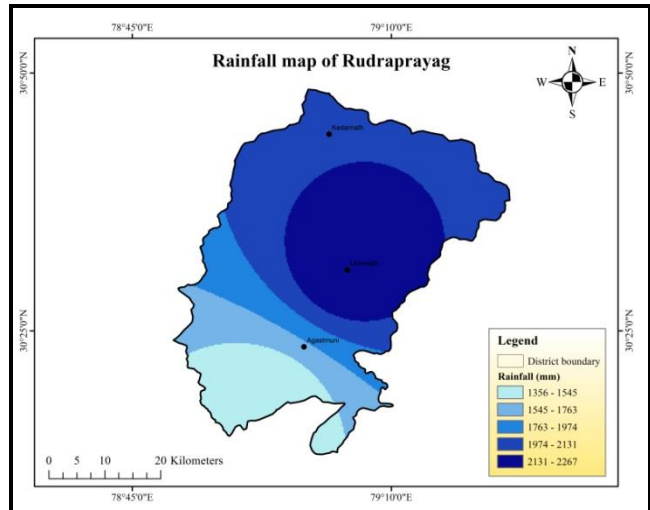 78°45'0"E 79°10'0"E
Rainfall map of Rudraprayag
N
W E
S
30°50'0"N 30°50'0"N
Kedarnath
Ukhimath
Agastmuni
30°25'0"N 30°25'0"N
Legend
District boundary
Rainfall (mm)
1356 - 1545
1545 - 1763
1763 - 1974
1974 - 2131
2131 - 2267
0 5 10 20 Kilometers
78°45'0"E 79°10'0"E